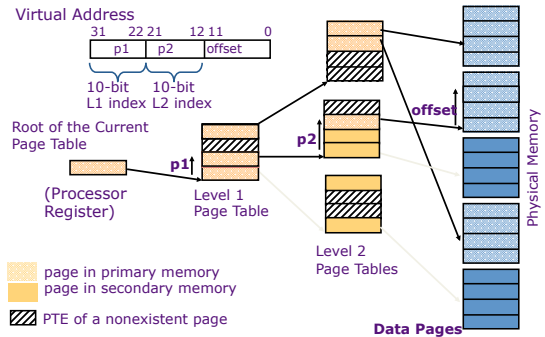 Virtual Address
31 22 21 12 11 0
p1 p2 offset
10-bit
L1 index
10-bit
L2 index
Root of the Current
Page Table
(Processor
Register)
p1
Level 1
Page Table
p2
Level 2
Page Tables
offset
Physical Memory
page in primary memory
page in secondary memory
PTE of a nonexistent page
Data Pages